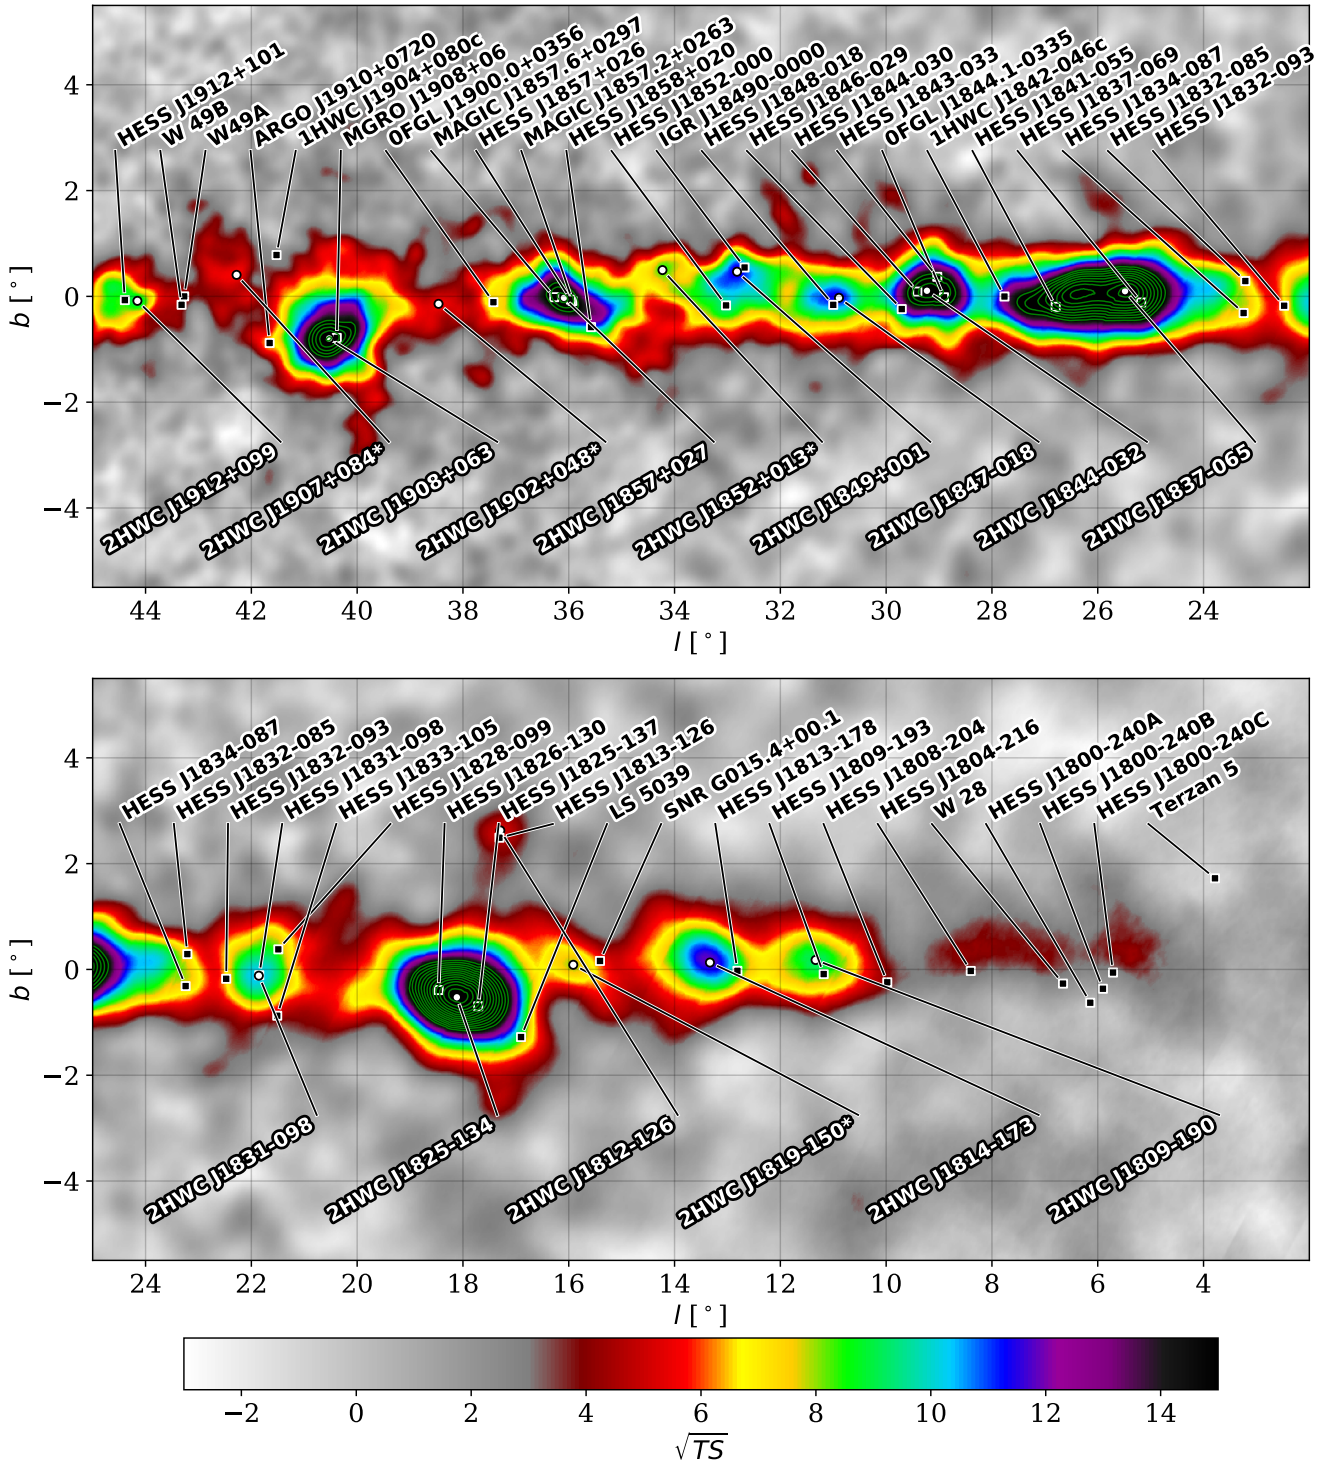 HESS J1912+101
W 49B
W49A
ARGO J1910+0720
1HWC J1904+080c
MGRO J1908+06
0FGL J1900.0+0356
MAGIC J1857.6+0297
HESS J1857+026
MAGIC J1857.2+0263
HESS J1858+020
HESS J1852-000
IGR J18490-0000
HESS J1848-018
HESS J1846-029
HESS J1844-030
HESS J1843-033
0FGL J1844.1-0335
1HWC J1842-046c
HESS J1841-055
HESS J1837-069
HESS J1834-087
HESS J1832-085
HESS J1832-093
4
2
0
−2
−4
b [°]
2HWC J1912+099
2HWC J1907+084*
2HWC J1908+063
2HWC J1902+048*
2HWC J1857+027
2HWC J1852+013*
2HWC J1849+001
2HWC J1847-018
2HWC J1844-032
2HWC J1837-065
44 42 40 38 36 34 32 30 28 26 24
l [°]
HESS J1834-087
HESS J1832-085
HESS J1832-093
HESS J1831-098
HESS J1833-105
HESS J1828-099
HESS J1826-130
HESS J1825-137
HESS J1813-126
LS 5039
SNR G015.4+00.1
HESS J1813-178
HESS J1809-193
HESS J1808-204
HESS J1804-216
W 28
HESS J1800-240A
HESS J1800-240B
HESS J1800-240C
Terzan 5
4
2
0
−2
−4
b [°]
2HWC J1831-098
2HWC J1825-134
2HWC J1812-126
2HWC J1819-150*
2HWC J1814-173
2HWC J1809-190
24 22 20 18 16 14 12 10 8 6 4
l [°]
−2 0 2 4 6 8 10 12 14
√TS